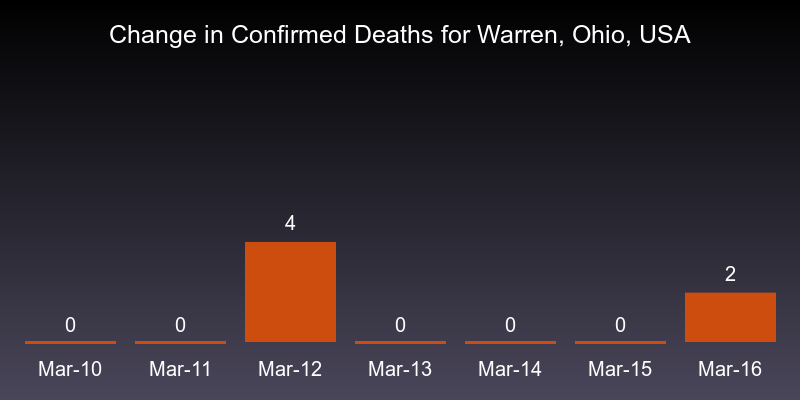 Change in Confirmed Deaths for Warren, Ohio, USA
4
2
0 0 0 0 0
Mar-10 Mar-11 Mar-12 Mar-13 Mar-14 Mar-15 Mar-16